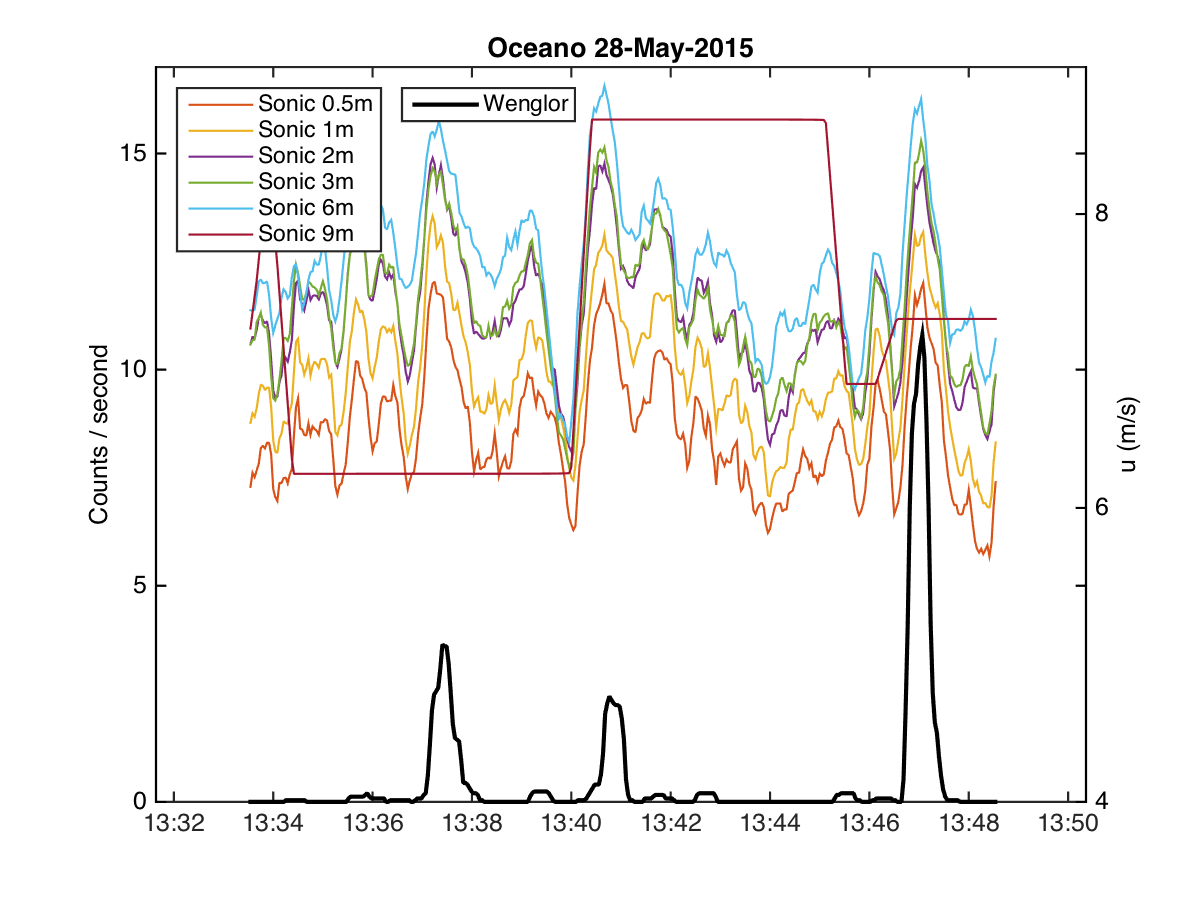 Oceano 28-May-2015
Sonic 0.5m
Sonic 1m
Sonic 2m
Sonic 3m
Sonic 6m
Sonic 9m
Wenglor
15
10
5
0
Counts / second
8
6
4
u (m/s)
13:32 13:34 13:36 13:38 13:40 13:42 13:44 13:46 13:48 13:50